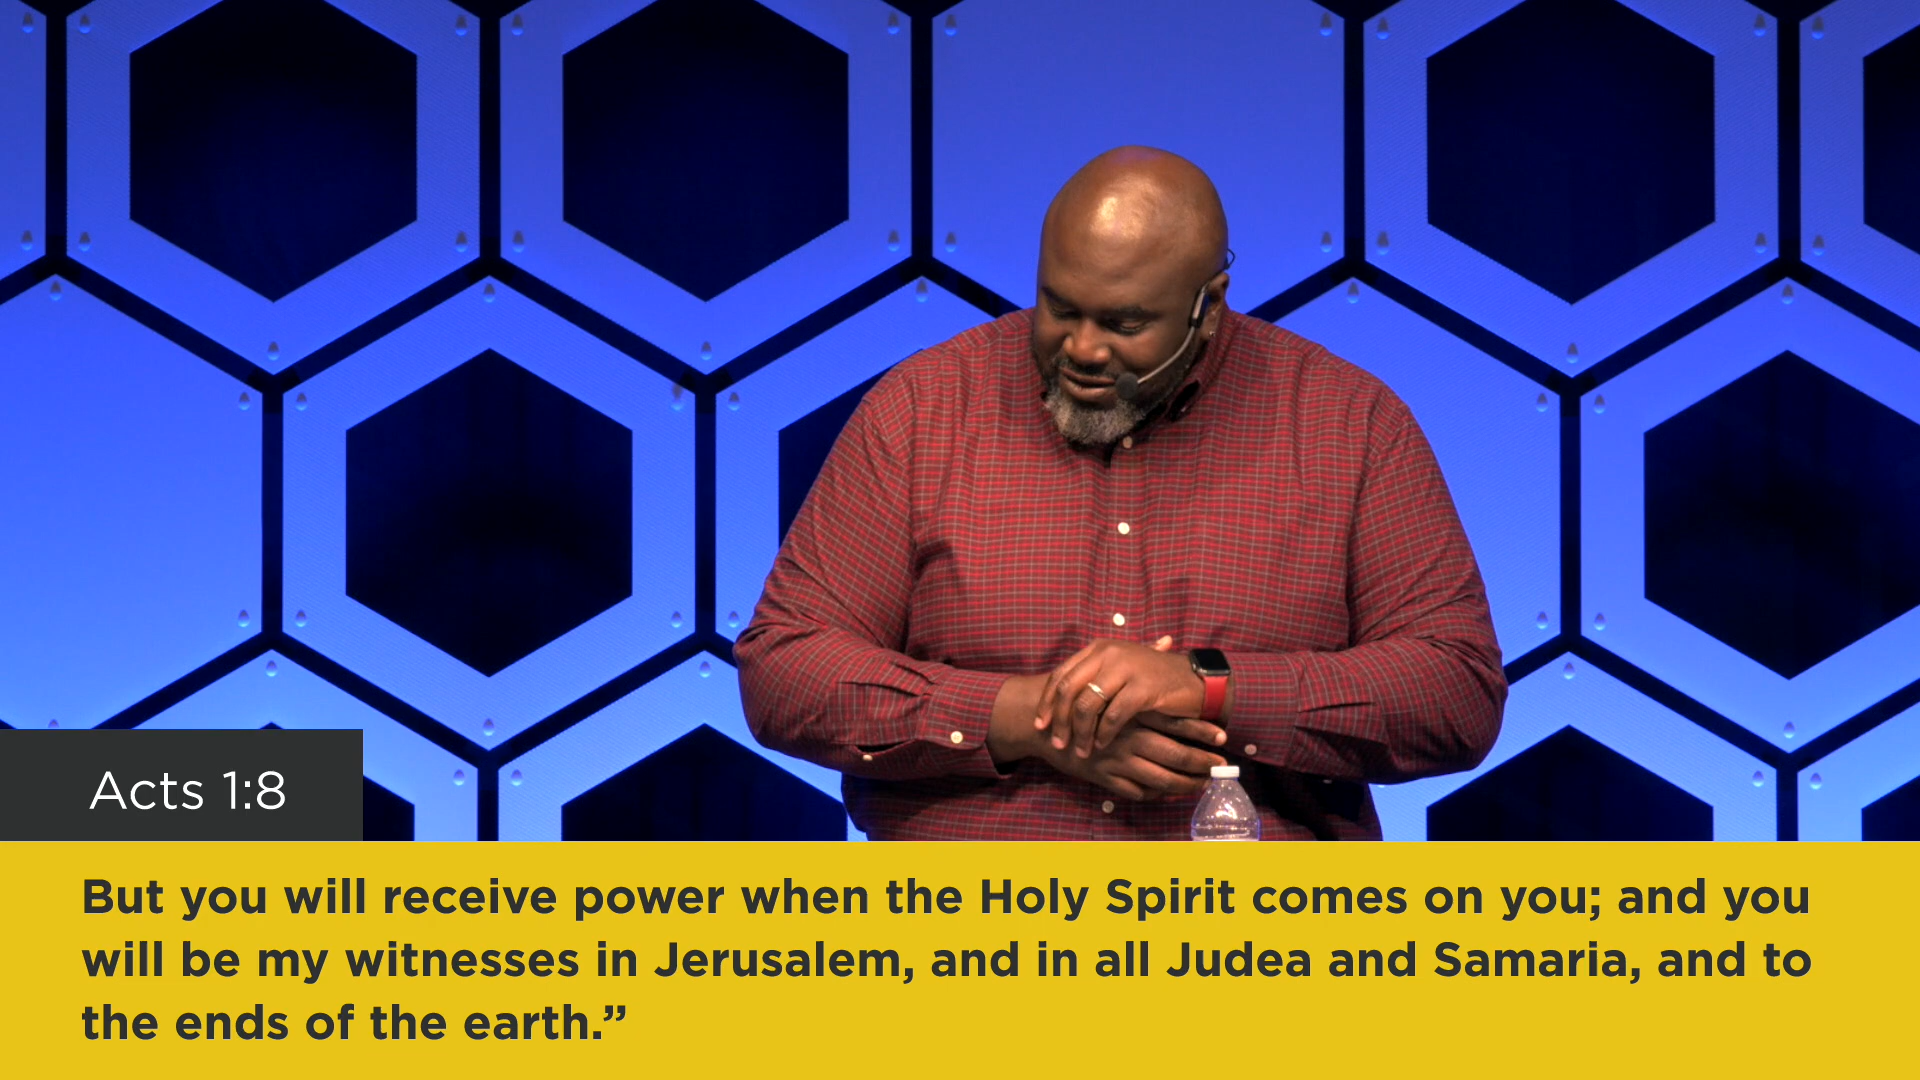 Acts 1:8
But you will receive power when the Holy Spirit comes on you; and you
will be my witnesses in Jerusalem, and in all Judea and Samaria, and to
the ends of the earth.”